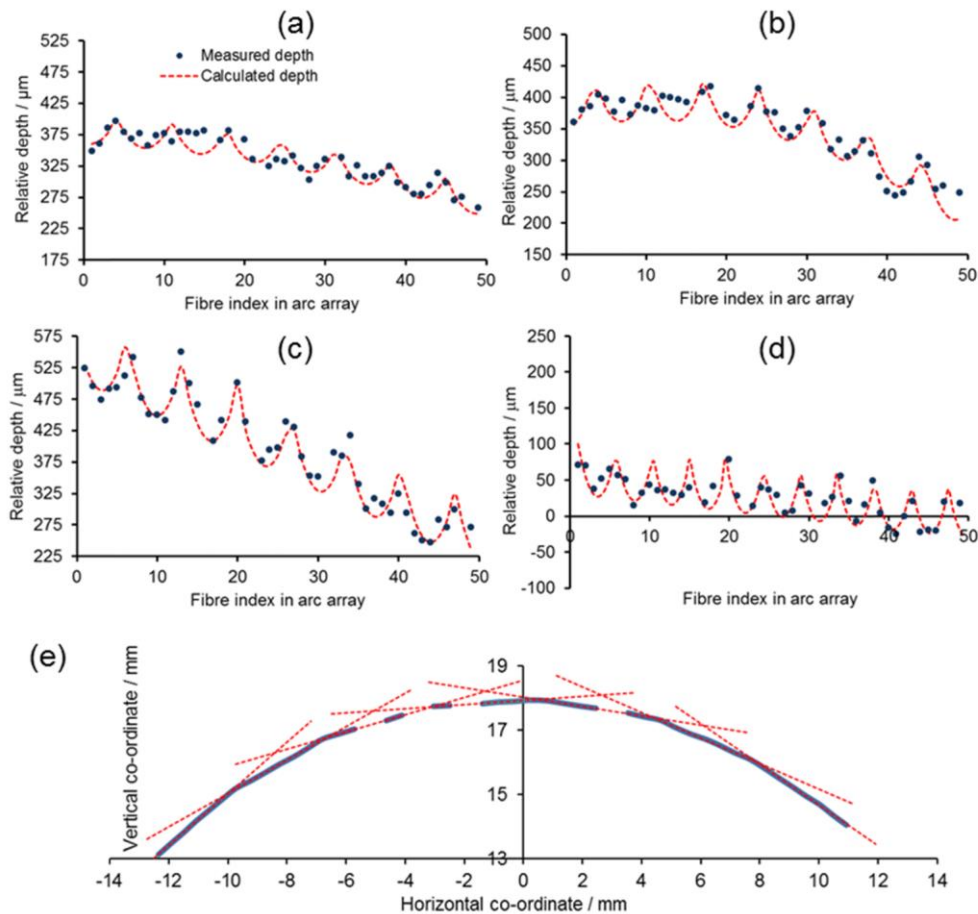 (a)
525
475
425
375
325
275
225
175
Relative depth / μm
Measured depth
Calculated depth
0 10 20 30 40 50
Fibre index in arc array
(b)
500
450
400
350
300
250
200
150
Relative depth / μm
0 10 20 30 40 50
Fibre index in arc array
(c)
575
525
475
425
375
325
275
225
Relative depth / μm
0 10 20 30 40 50
Fibre index in arc array
(d)
250
200
150
100
50
0
-50
-100
Relative depth / μm
0 10 20 30 40 50
Fibre index in arc array
(e)
Vertical co-ordinate / mm
19
17
15
13
-14 -12 -10 -8 -6 -4 -2 0 2 4 6 8 10 12 14
Horizontal co-ordinate / mm